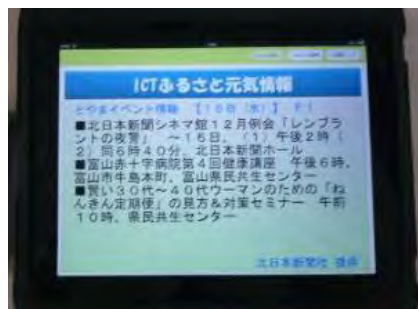 ICTふるさと元気情報
とやまイベント情報 【16日（水）】
■北日本新聞シネマ館12月例会「レンブラ
ントの夜警」 ～16日、（1）午後2時（
2）同6時40分、北日本新聞ホール
■富山赤十字病院第4回健康講座 午後6時、
富山市牛島本町、富山県民共生センター
■賢い30代～40代ウーマンのための「ね
んきん定期便」の見方＆対策セミナー 午前
10時、県民共生センター
北日本新聞社 提供